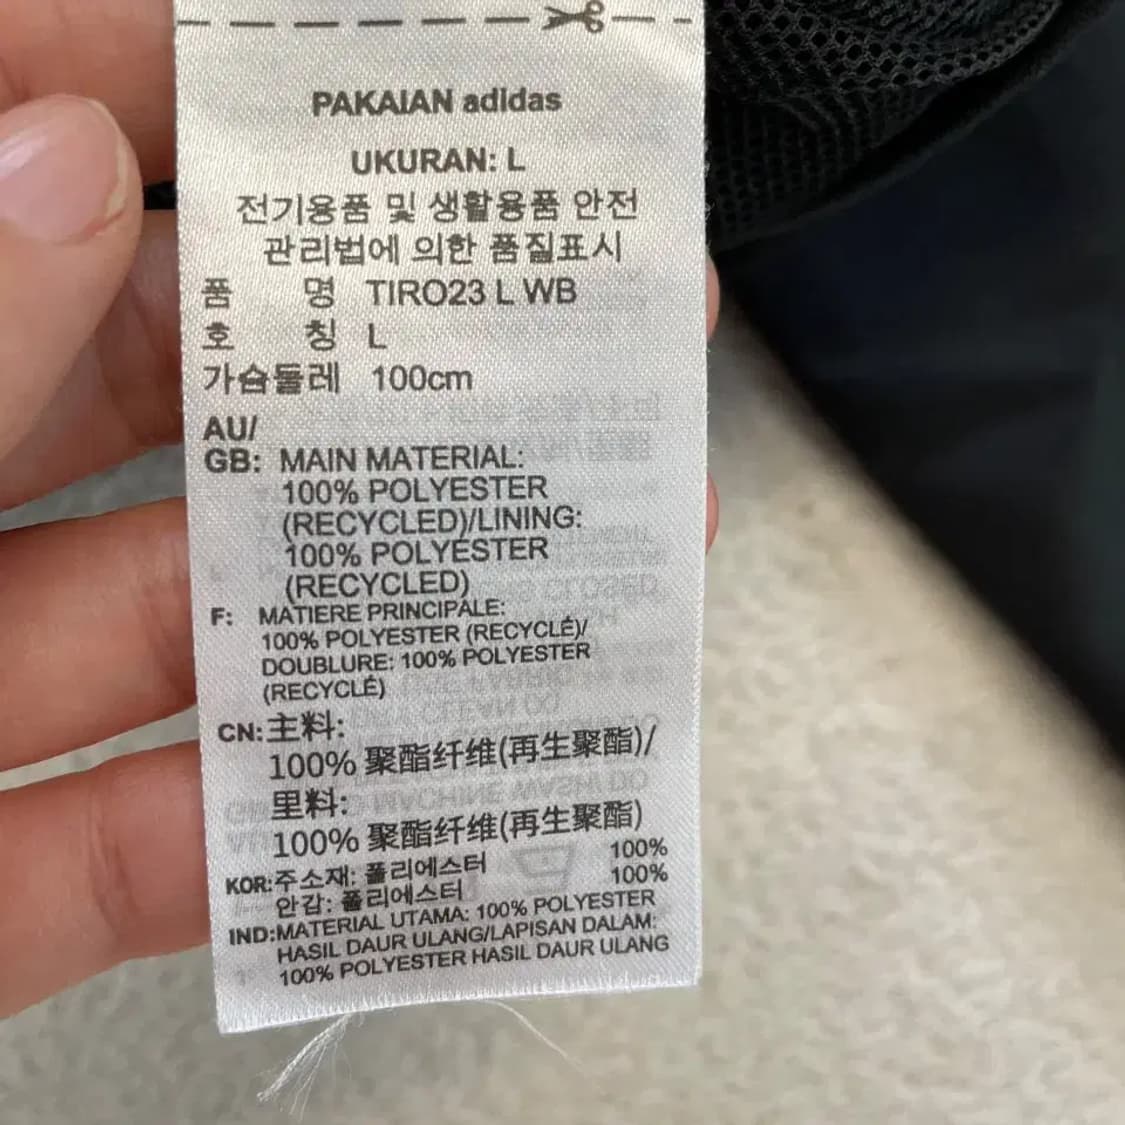 PAKAIAN adidas
UKURAN: L
전기용품 및 생활용품 안전
관리법에 의한 품질표시
품 명 TIRO23 L WB
호 칭 L
가슴둘레 100cm
AU/
GB: MAIN MATERIAL:
100% POLYESTER
(RECYCLED)/LINING:
100% POLYESTER
(RECYCLED)
F: MATIERE PRINCIPALE:
100% POLYESTER (RECYCLÉ)/
DOUBLURE: 100% POLYESTER
(RECYCLÉ)
CN:主料:
100% 聚酯纤维(再生聚酯)/
里料:
100% 聚酯纤维(再生聚酯)
KOR:주소재: 폴리에스터 100%
안감: 폴리에스터 100%
IND:MATERIAL UTAMA: 100% POLYESTER
HASIL DAUR ULANG/LAPISAN DALAM:
100% POLYESTER HASIL DAUR ULANG